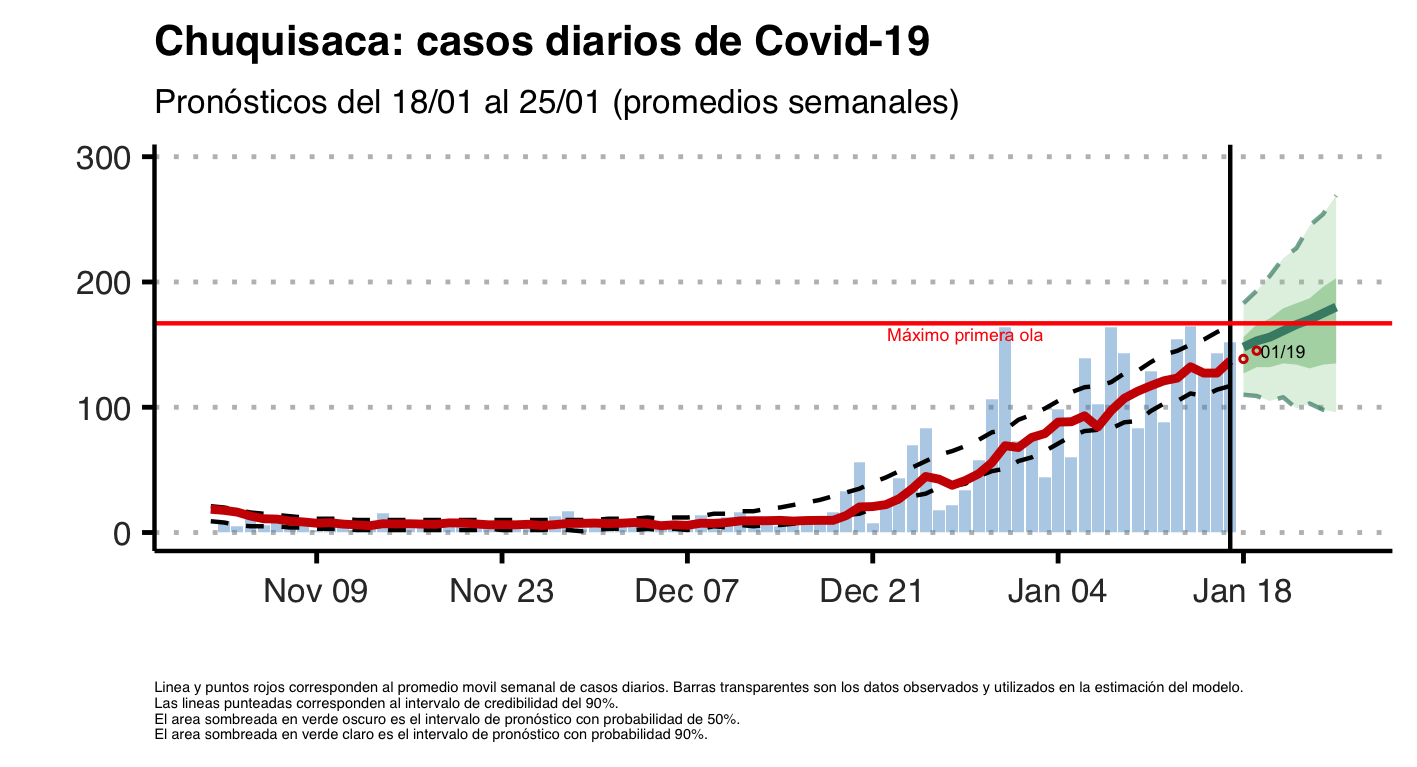 Chuquisaca: casos diarios de Covid-19
Pronósticos del 18/01 al 25/01 (promedios semanales)
300
200
100
0
Máximo primera ola
01/19
Nov 09
Nov 23
Dec 07
Dec 21
Jan 04
Jan 18
Linea y puntos rojos corresponden al promedio movil semanal de casos diarios. Barras transparentes son los datos observados y utilizados en la estimación del modelo.
Las lineas punteadas corresponden al intervalo de credibilidad del 90%.
El area sombreada en verde oscuro es el intervalo de pronóstico con probabilidad de 50%.
El area sombreada en verde claro es el intervalo de pronóstico con probabilidad 90%.